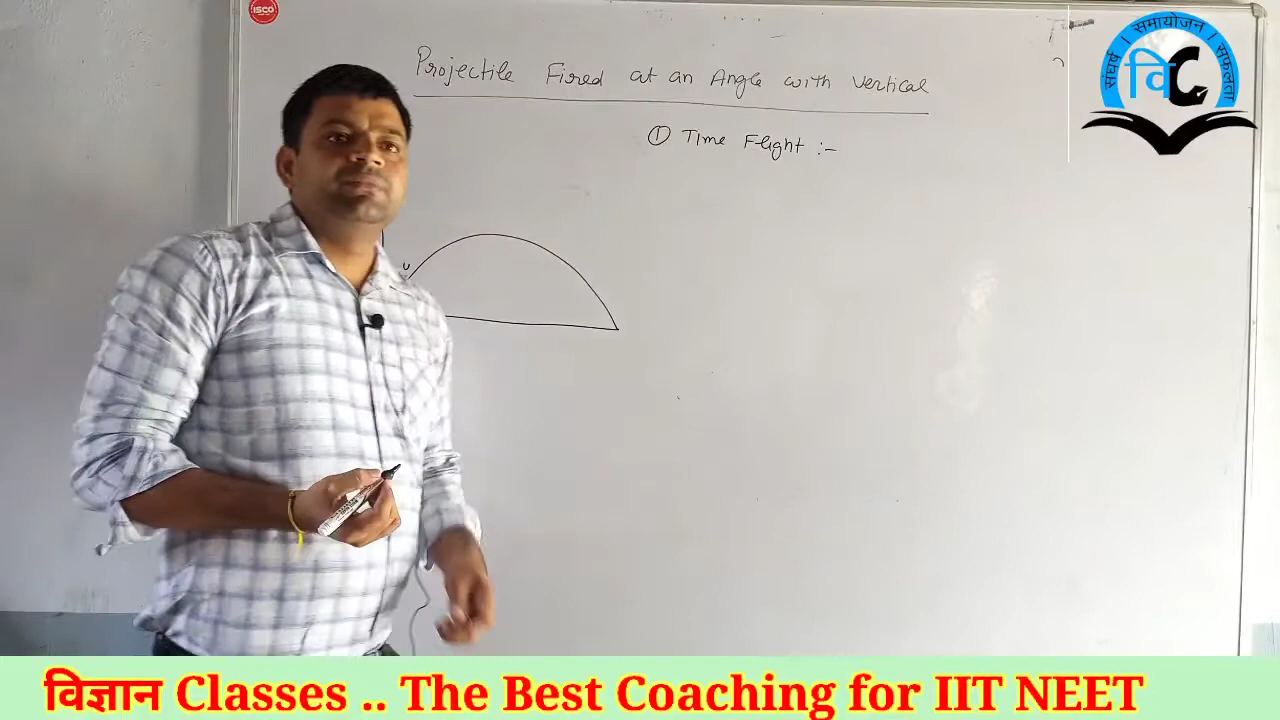 ISCO
Projectile Fired at an Angle with vertical
① Time Flight :-
u
संघर्ष । समायोजन । सफलता
वि C
विज्ञान Classes .. The Best Coaching for IIT NEET